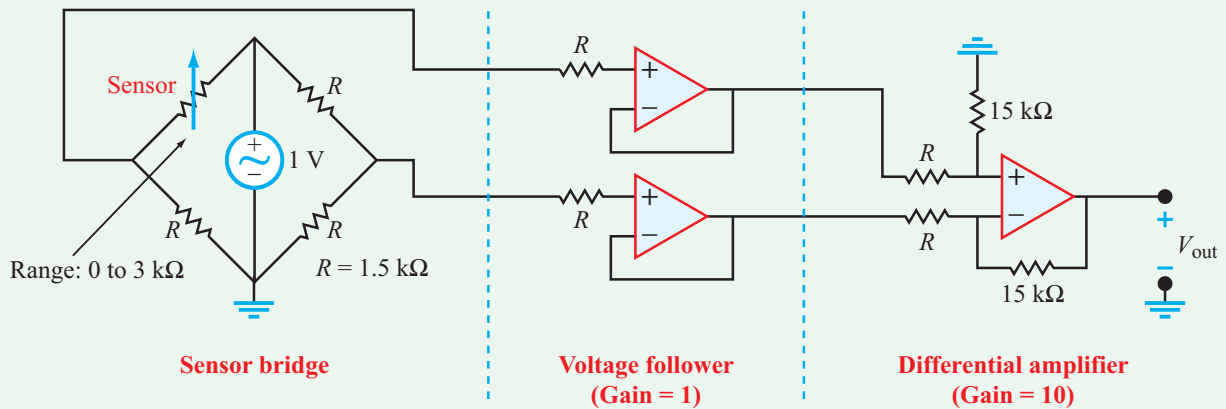 Sensor
R
+
−
1 V
R
R
Range: 0 to 3 kΩ
R = 1.5 kΩ
Sensor bridge
R
+
−
R
+
−
Voltage follower
(Gain = 1)
15 kΩ
R
+
−
R
15 kΩ
+
Vout
−
Differential amplifier
(Gain = 10)